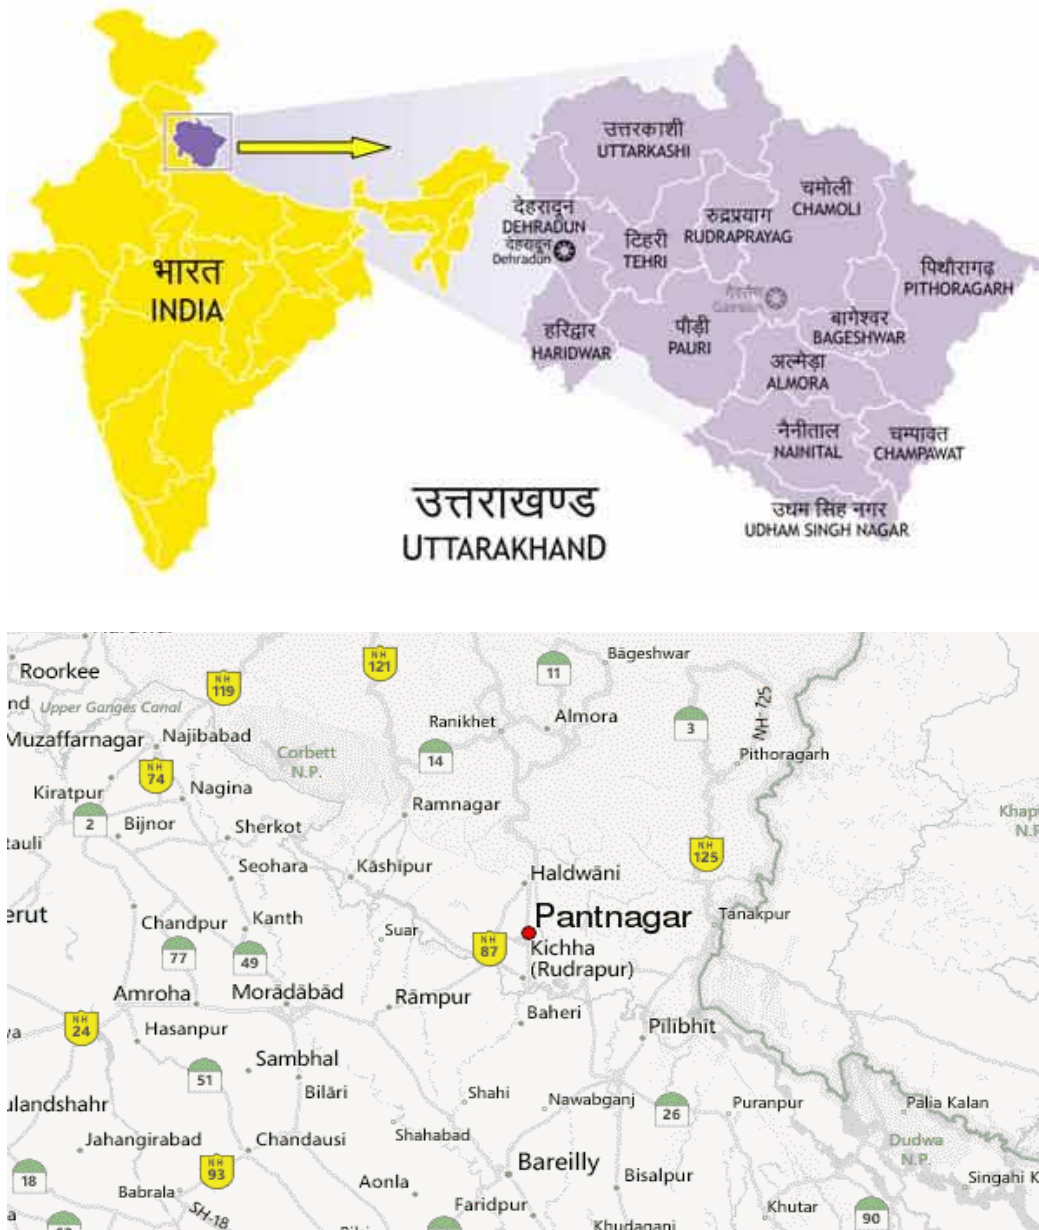 उत्तरकाशी
UTTARKASHI
चमोली
CHAMOLI
देहरादून
DEHRADUN
देहरादून
Dehradun
रुद्रप्रयाग
RUDRAPRAYAG
टिहरी
TEHRI
पिथौरागढ़
PITHORAGARH
भारत
INDIA
हरिद्वार
HARIDWAR
पौड़ी
PAURI
बागेश्वर
BAGESHWAR
अल्मोड़ा
ALMORA
नैनीताल
NAINITAL
चम्पावत
CHAMPAWAT
उत्तराखण्ड
UTTARAKHAND
उधम सिंह नगर
UDHAM SINGH NAGAR
Roorkee
NH 121
11
Bāgeshwar
NH 119
Upper Ganges Canal
Muzaffarnagar
Najibabad
Ranikhet
Almora
3
NH-125
Corbett
N.P.
14
Pithoragarh
NH 74
Kiratpur
Nagina
Ramnagar
2
Bijnor
Sherkot
NH 125
Seohara
Kāshipur
Haldwāni
Chandpur
Kanth
Suar
Pantnagar
Tanakpur
77
49
NH 87
Kichha
(Rudrapur)
Amroha
Morādābād
Rāmpur
Baheri
NH 24
Hasanpur
Pīlibhīt
Sambhal
51
Bilāri
Shahi
Nawabganj
26
Puranpur
Palia Kalan
ulandshahr
Jahangirabad
Chandausi
Shahabad
Dudwa
N.P.
18
NH 93
Bareilly
Bisalpur
Babrala
Aonla
Singahi K
SH-18
Faridpur
Khutar
90